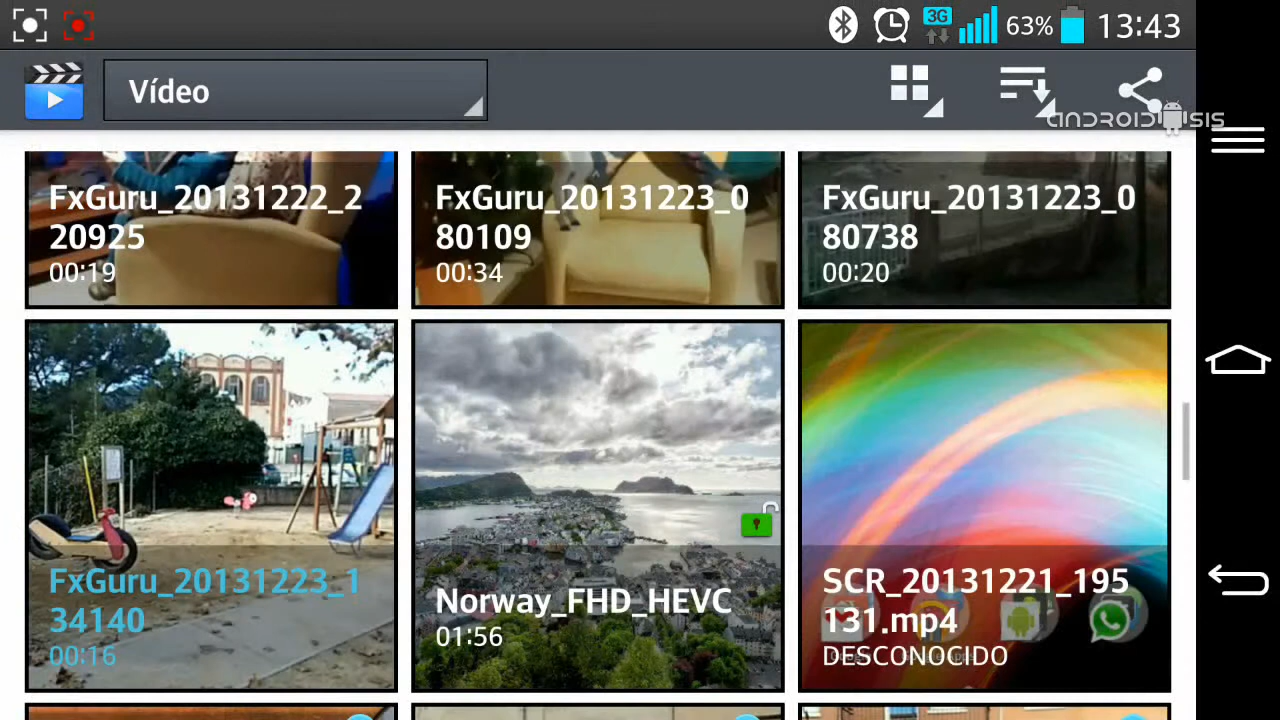 3G
63%
13:43
Vídeo
ANDROIDSIS
FxGuru_20131222_2
20925
00:19
FxGuru_20131223_0
80109
00:34
FxGuru_20131223_0
80738
00:20
FxGuru_20131223_1
34140
00:16
Norway_FHD_HEVC
01:56
SCR_20131221_195
131.mp4
DESCONOCIDO